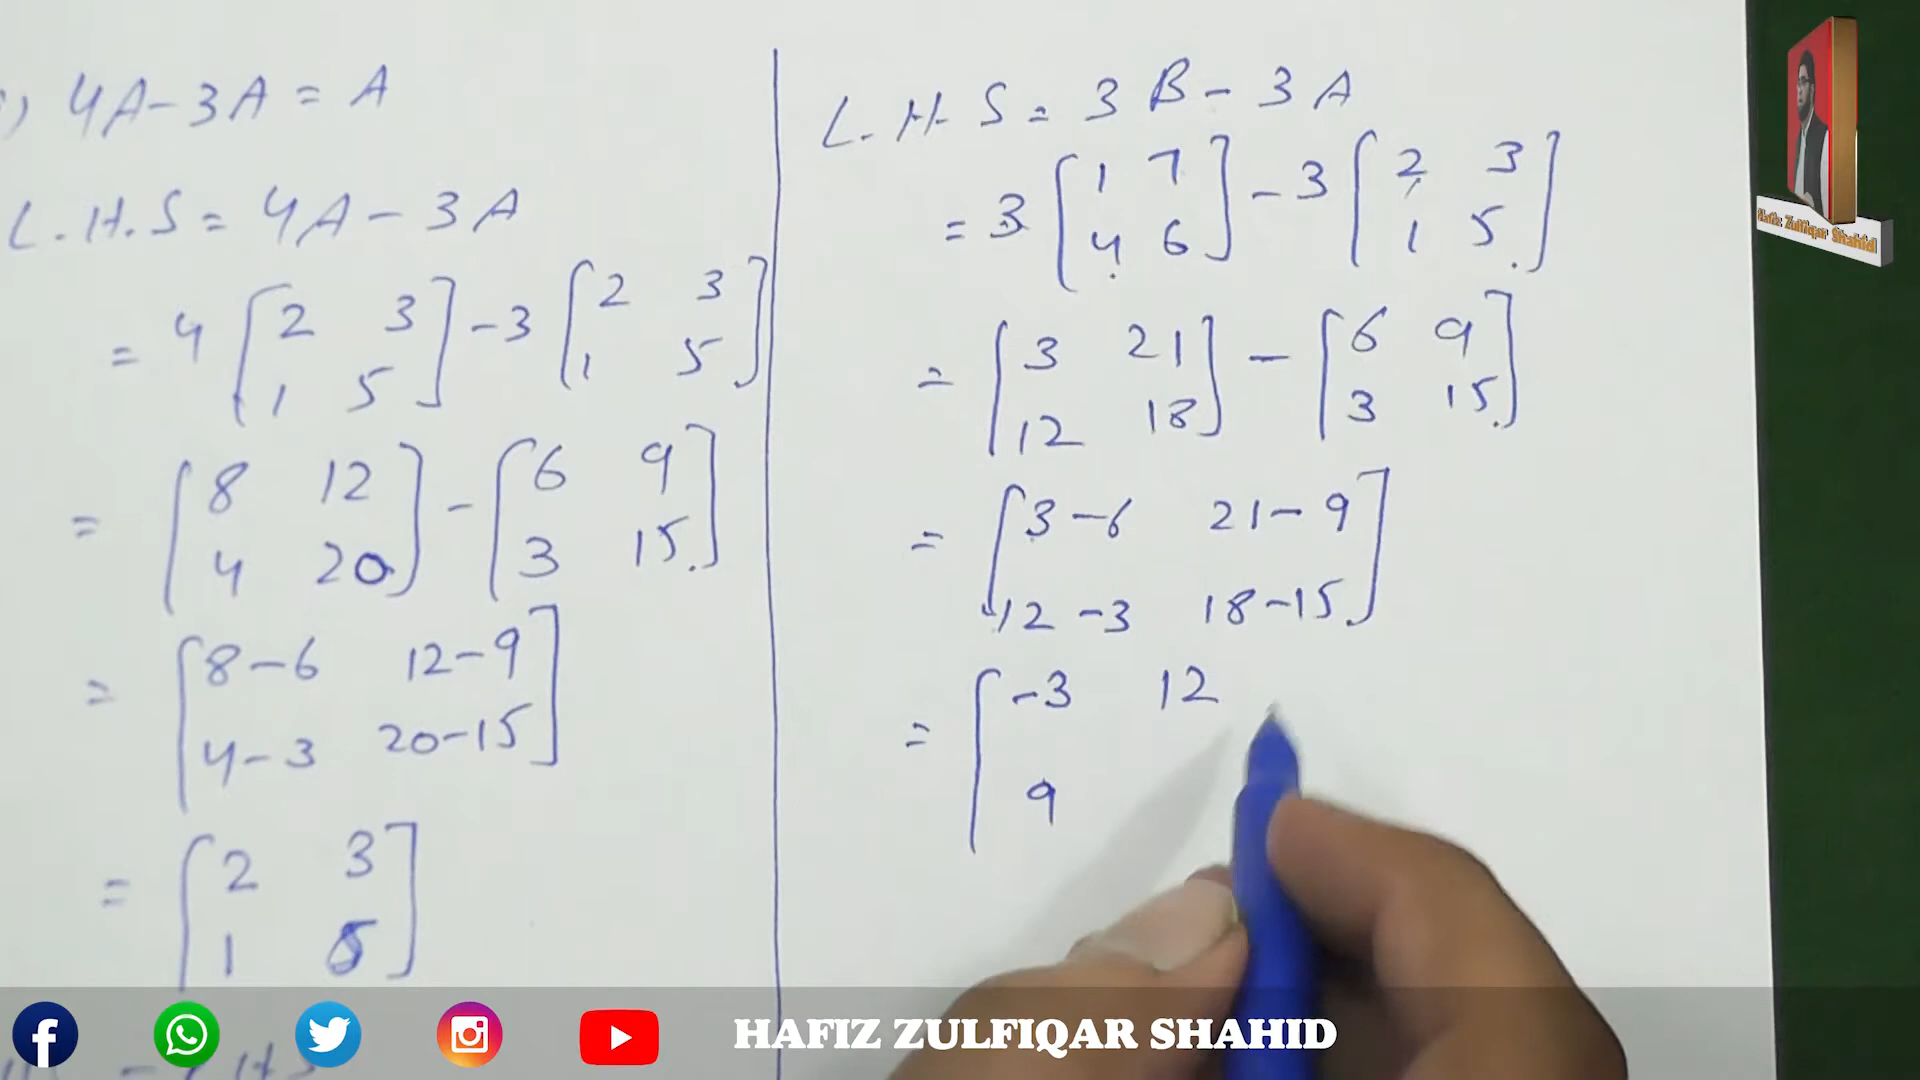 ) 4A-3A = A
L.H.S = 4A - 3A
= 4 [2 3] -3 [2 3]
[1 5] [1 5]
= [8 12] - [6 9]
[4 20] [3 15]
= [8-6 12-9]
[4-3 20-15]
= [2 3]
[1 5]
L.H.S = 3B - 3A
= 3 [1 7] - 3 [2 3]
[4 6] [1 5]
= [3 21] - [6 9]
[12 18] [3 15]
= [3-6 21-9]
[12-3 18-15]
= [-3 12
[9
Hafiz Zulfiqar Shahid
HAFIZ ZULFIQAR SHAHID